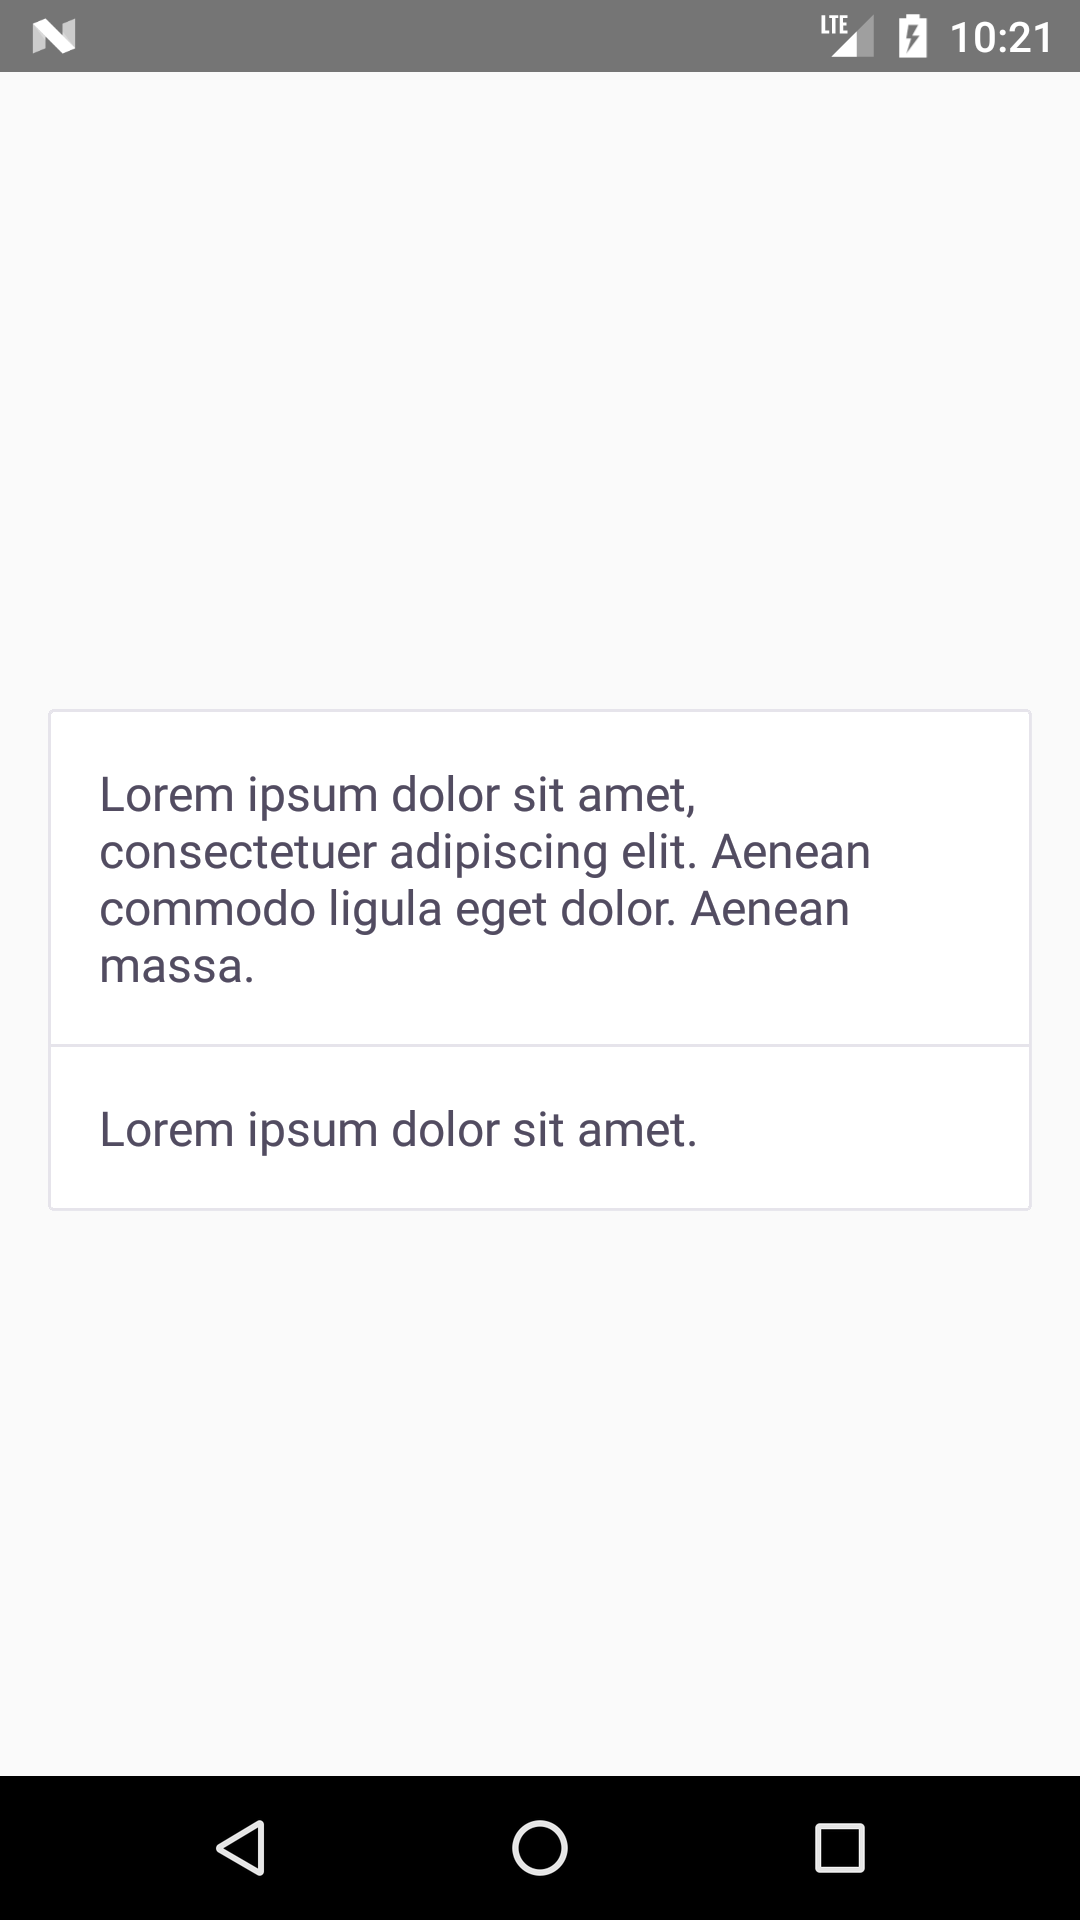 LTE 10:21
Lorem ipsum dolor sit amet,
consectetuer adipiscing elit. Aenean
commodo ligula eget dolor. Aenean
massa.
Lorem ipsum dolor sit amet.